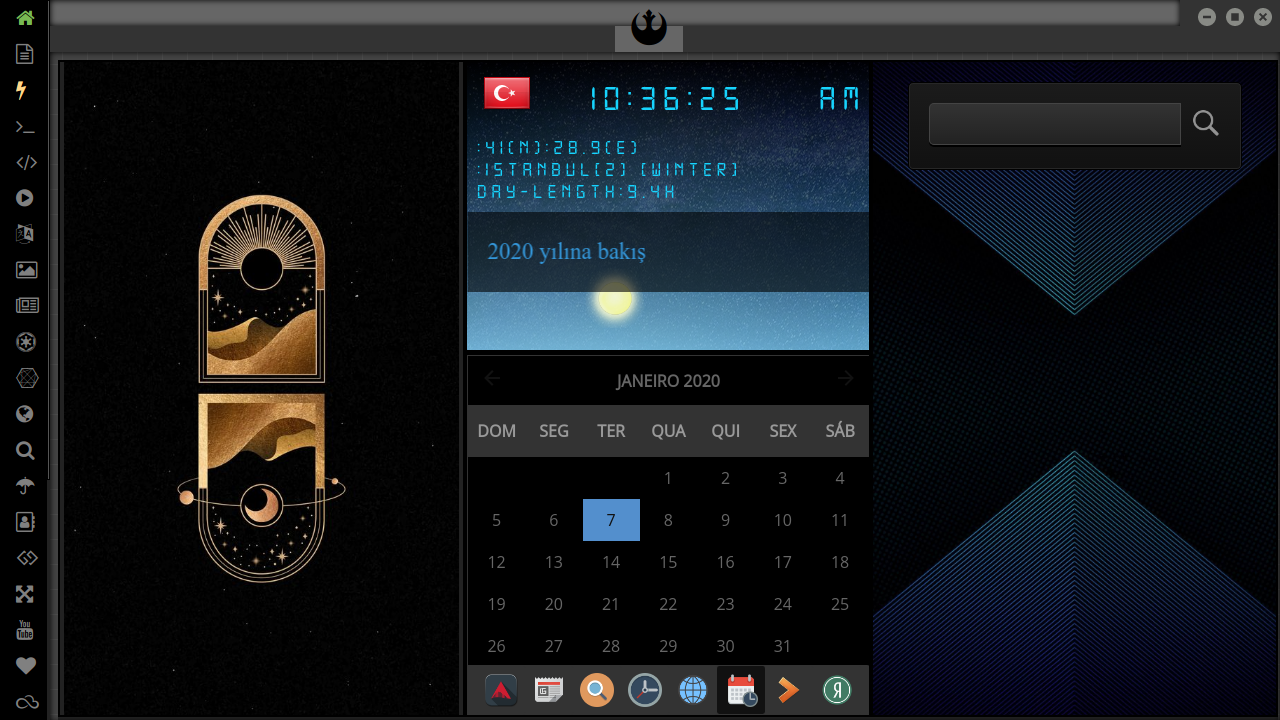 10:36:25 AM
:41(N):28.9(E)
:ISTANBUL(2) (WINTER)
DAY-LENGTH:9.4H
2020 yılına bakış
JANEIRO 2020
DOM SEG TER QUA QUI SEX SÁB
1 2 3 4
5 6 7 8 9 10 11
12 13 14 15 16 17 18
19 20 21 22 23 24 25
26 27 28 29 30 31
You
Tube
Я